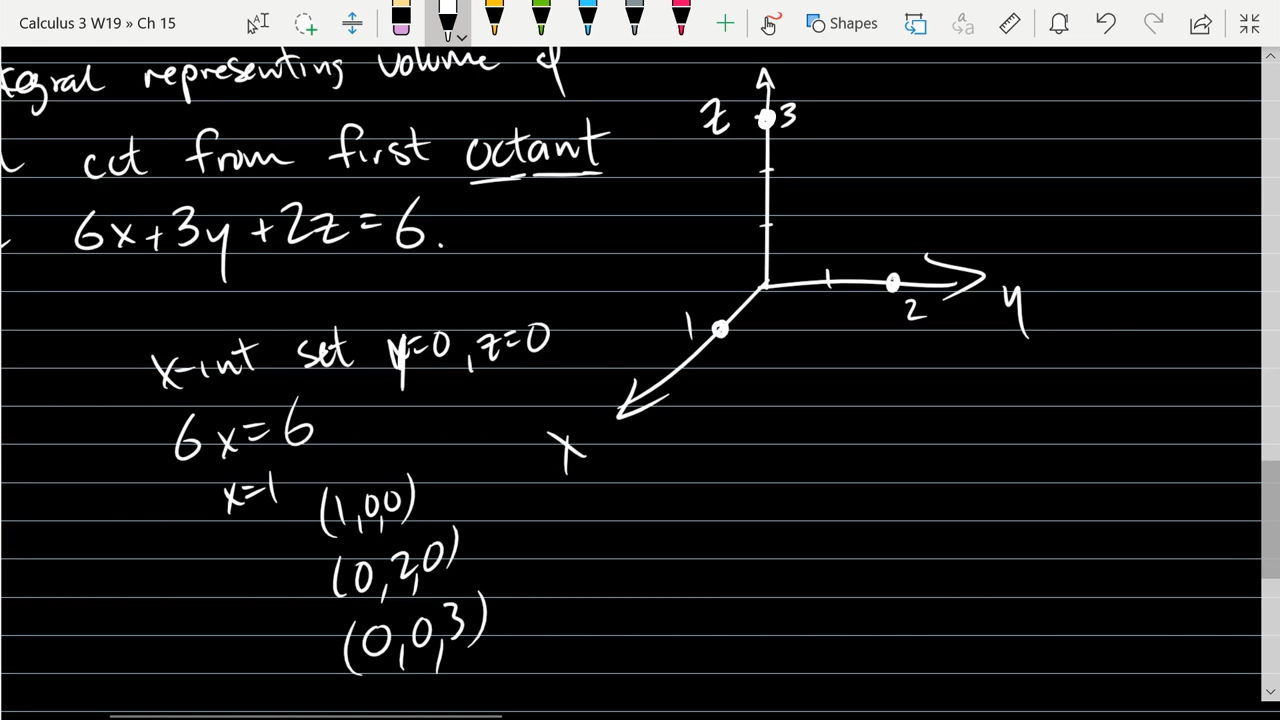 Calculus 3 W19 » Ch 15
Shapes
representing volume of
cut from first octant
6x+3y+2z=6.
x-int set y=0, z=0
6x=6
x=1
(1,0,0)
(0,2,0)
(0,0,3)
z 3
1
2
y
x